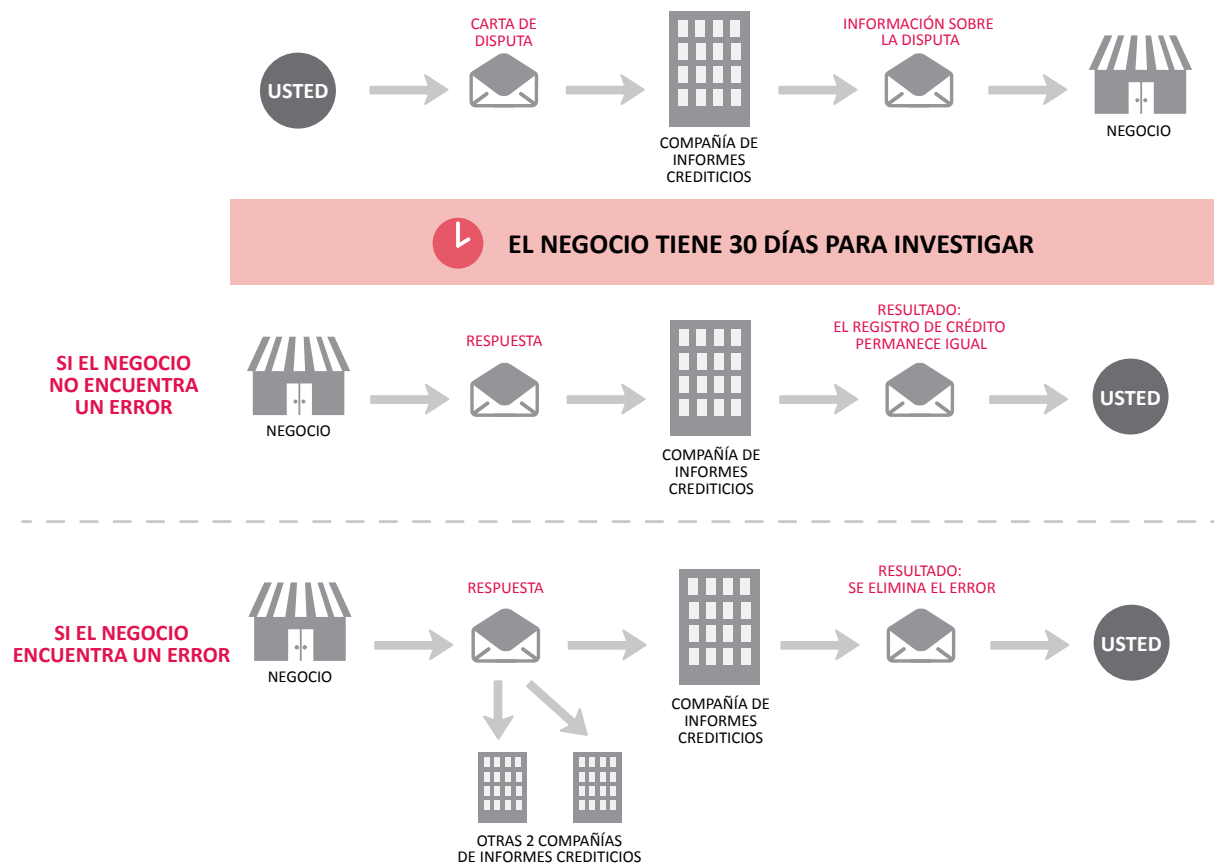 CARTA DE
DISPUTA
INFORMACIÓN SOBRE
LA DISPUTA
USTED
COMPAÑÍA DE
INFORMES
CREDITICIOS
NEGOCIO
EL NEGOCIO TIENE 30 DÍAS PARA INVESTIGAR
SI EL NEGOCIO
NO ENCUENTRA
UN ERROR
NEGOCIO
RESPUESTA
COMPAÑÍA DE
INFORMES
CREDITICIOS
RESULTADO:
EL REGISTRO DE CRÉDITO
PERMANECE IGUAL
USTED
SI EL NEGOCIO
ENCUENTRA UN ERROR
NEGOCIO
RESPUESTA
COMPAÑÍA DE
INFORMES
CREDITICIOS
RESULTADO:
SE ELIMINA EL ERROR
USTED
OTRAS 2 COMPAÑÍAS
DE INFORMES CREDITICIOS